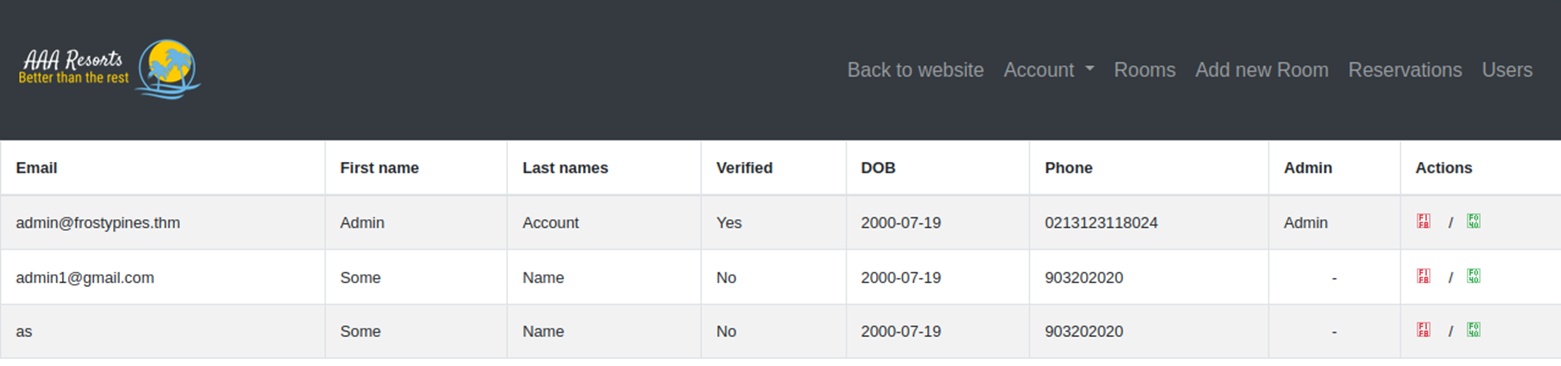 AAA Resorts
Better than the rest
Back to website Account Rooms Add new Room Reservations Users
Email First name Last names Verified DOB Phone Admin Actions
admin@frostypines.thm Admin Account Yes 2000-07-19 0213123118024 Admin /
admin1@gmail.com Some Name No 2000-07-19 903202020 - /
as Some Name No 2000-07-19 903202020 - /